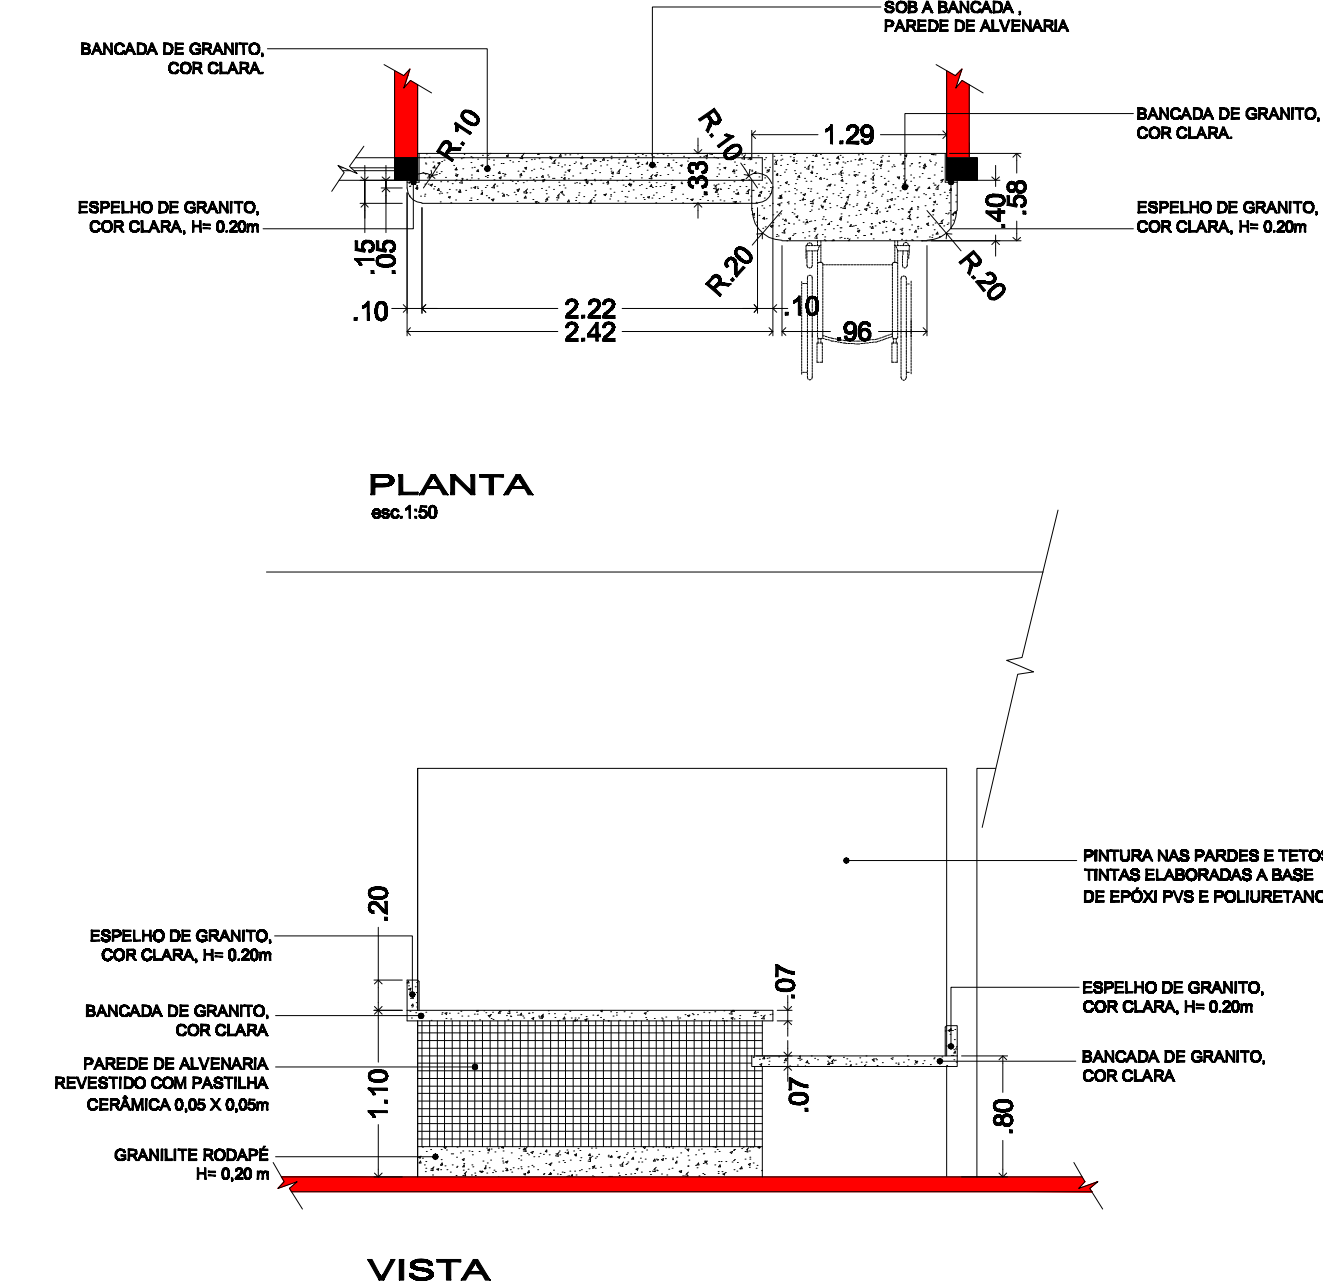 SOB A BANCADA ,
PAREDE DE ALVENARIA
BANCADA DE GRANITO,
COR CLARA.
BANCADA DE GRANITO,
COR CLARA.
R.10
R.10
1.29
.33
ESPELHO DE GRANITO,
COR CLARA, H= 0.20m
ESPELHO DE GRANITO,
COR CLARA, H= 0.20m
.40
.58
.15
.05
R.20
R.20
.10
2.22
.10
2.42
.96
PLANTA
esc.1:50
PINTURA NAS PARDES E TETOS
TINTAS ELABORADAS A BASE
DE EPÓXI PVS E POLIURETANO
.20
ESPELHO DE GRANITO,
COR CLARA, H= 0.20m
.07
ESPELHO DE GRANITO,
COR CLARA, H= 0.20m
BANCADA DE GRANITO,
COR CLARA
BANCADA DE GRANITO,
COR CLARA
PAREDE DE ALVENARIA
REVESTIDO COM PASTILHA
CERÂMICA 0,05 X 0,05m
1.10
.07
.80
GRANILITE RODAPÉ
H= 0,20 m
VISTA